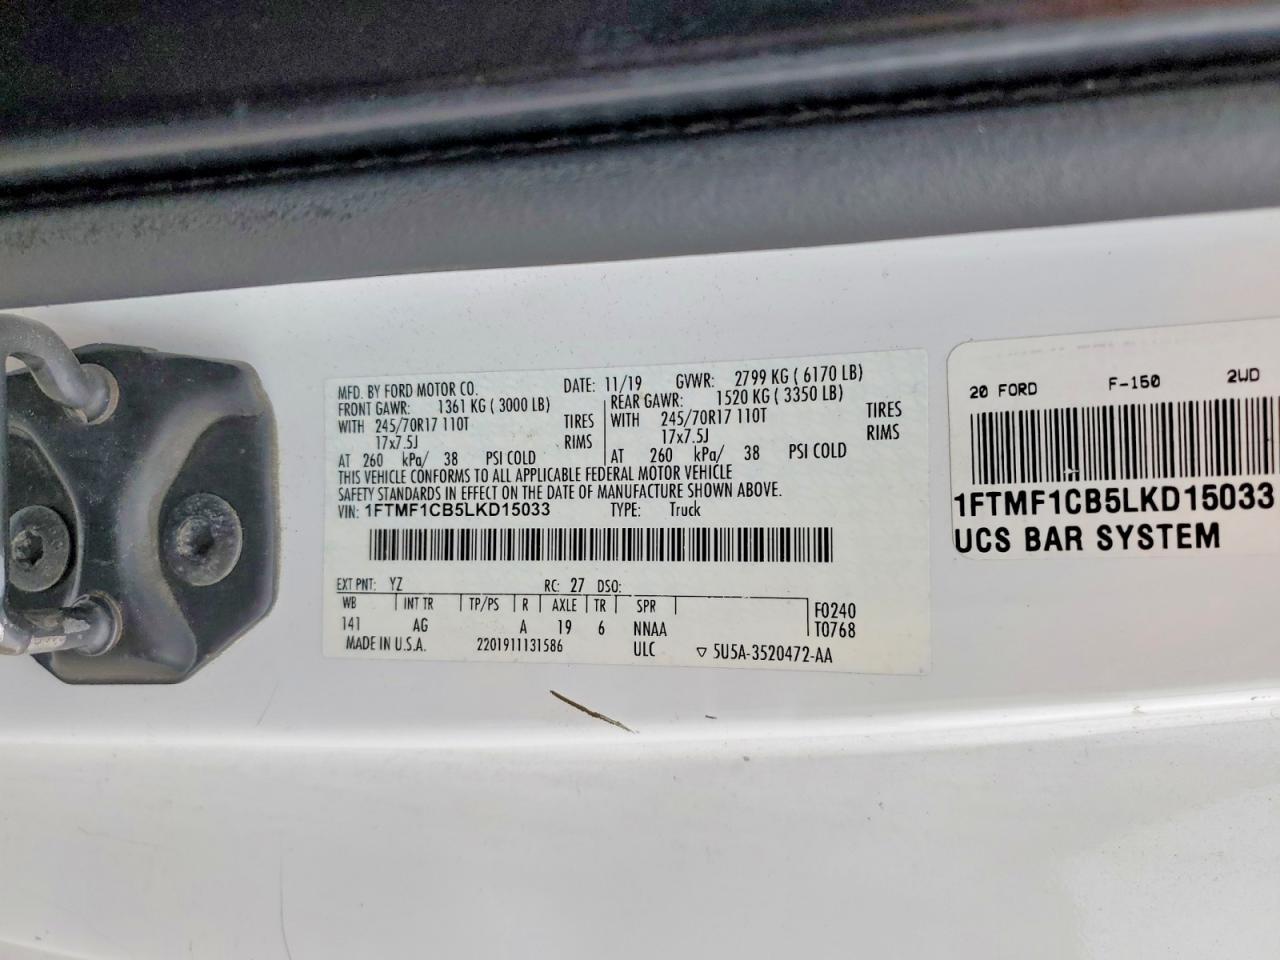 MFD. BY FORD MOTOR CO. DATE: 11/19 GVWR: 2799 KG ( 6170 LB)
FRONT GAWR: 1361 KG ( 3000 LB) REAR GAWR: 1520 KG ( 3350 LB)
WITH 245/70R17 110T TIRES WITH 245/70R17 110T TIRES
17x7.5J RIMS 17x7.5J RIMS
AT 260 kPa/ 38 PSI COLD AT 260 kPa/ 38 PSI COLD
THIS VEHICLE CONFORMS TO ALL APPLICABLE FEDERAL MOTOR VEHICLE
SAFETY STANDARDS IN EFFECT ON THE DATE OF MANUFACTURE SHOWN ABOVE.
VIN: 1FTMF1CB5LKD15033 TYPE: Truck
EXT PNT: YZ RC: 27 DSO:
WB INT TR TP/PS R AXLE TR SPR F0240
141 AG A 19 6 NNAA T0768
MADE IN U.S.A. 2201911131586 ULC ▽ 5U5A-3520472-AA
20 FORD F-150 2WD
1FTMF1CB5LKD15033
UCS BAR SYSTEM